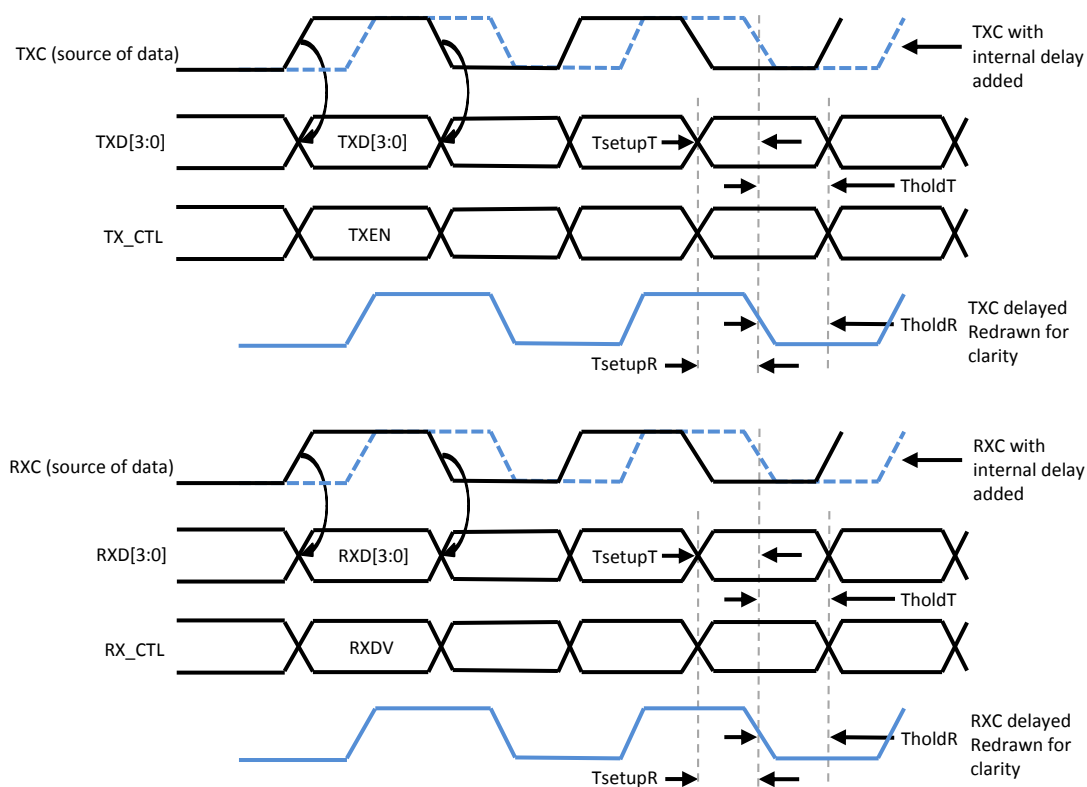 TXC (source of data)
TXC with
internal delay
added
TXD[3:0]
TXD[3:0]
TsetupT
TholdT
TX_CTL
TXEN
TXC delayed
Redrawn for
clarity
TholdR
TsetupR
RXC (source of data)
RXC with
internal delay
added
RXD[3:0]
RXD[3:0]
TsetupT
TholdT
RX_CTL
RXDV
RXC delayed
Redrawn for
clarity
TholdR
TsetupR